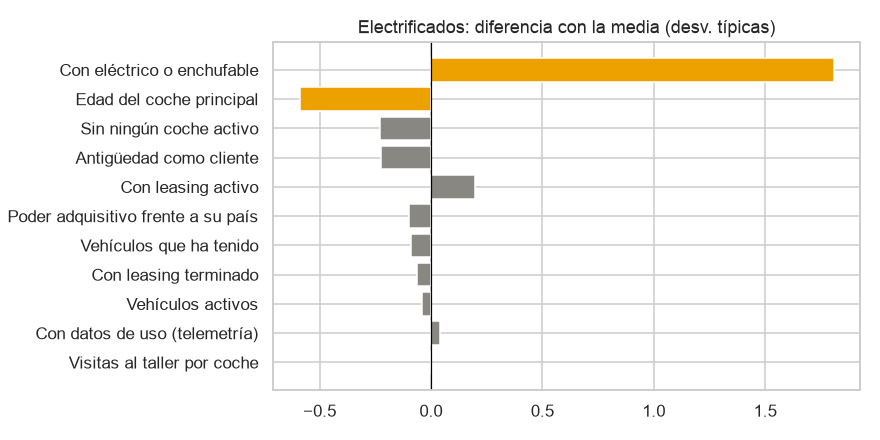 Electrificados: diferencia con la media (desv. típicas)
Con eléctrico o enchufable
Edad del coche principal
Sin ningún coche activo
Antigüedad como cliente
Con leasing activo
Poder adquisitivo frente a su país
Vehículos que ha tenido
Con leasing terminado
Vehículos activos
Con datos de uso (telemetría)
Visitas al taller por coche
−0.5 0.0 0.5 1.0 1.5